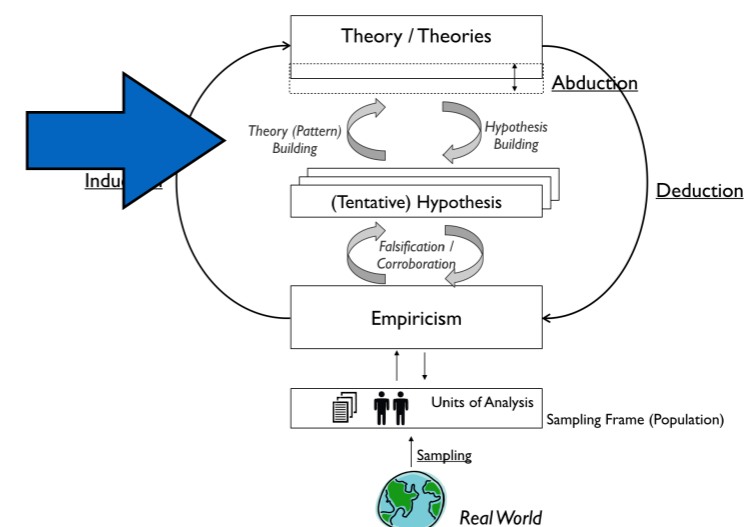 Theory / Theories
Abduction
Theory (Pattern)
Building
Hypothesis
Building
Deduction
(Tentative) Hypothesis
Falsification /
Corroboration
Empiricism
Units of Analysis
Sampling Frame (Population)
Sampling
Real World